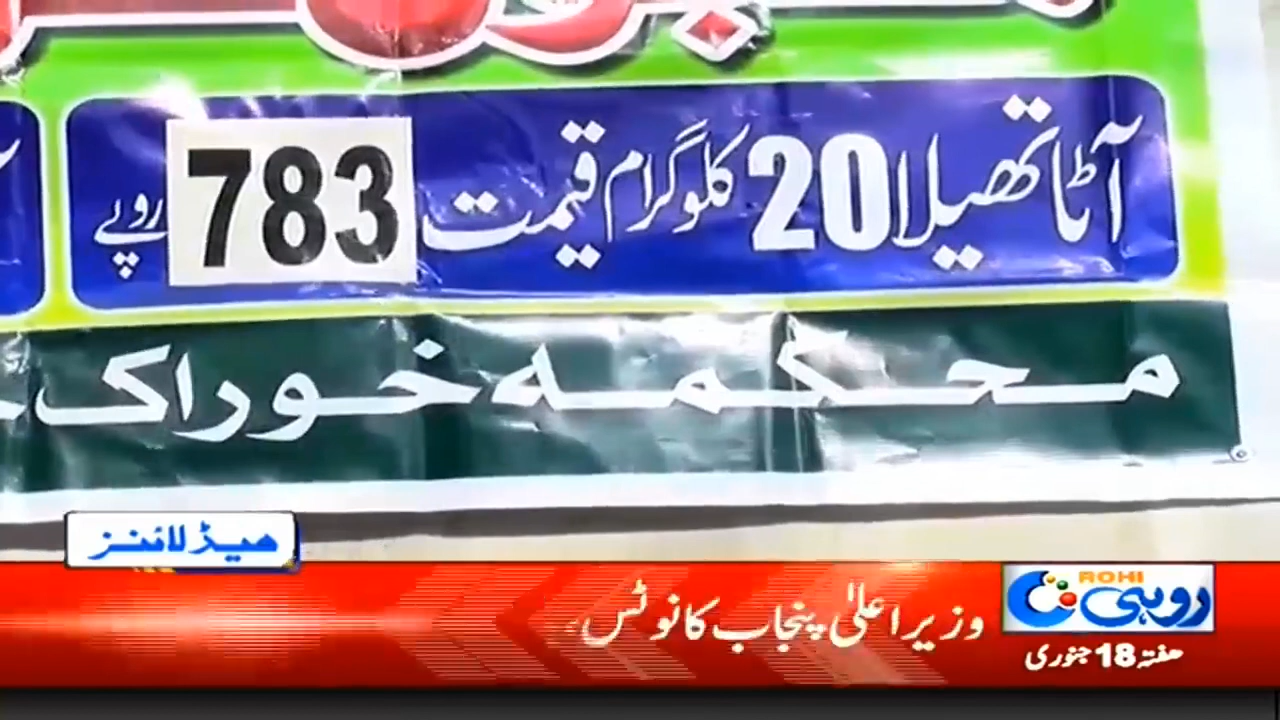 آٹا تھیلا 20 کلوگرام قیمت 783 روپے
محکمہ خوراک
ہیڈلائنز
وزیراعلیٰ پنجاب کا نوٹس۔
ROHI
روہی
ہفتہ 18 جنوری